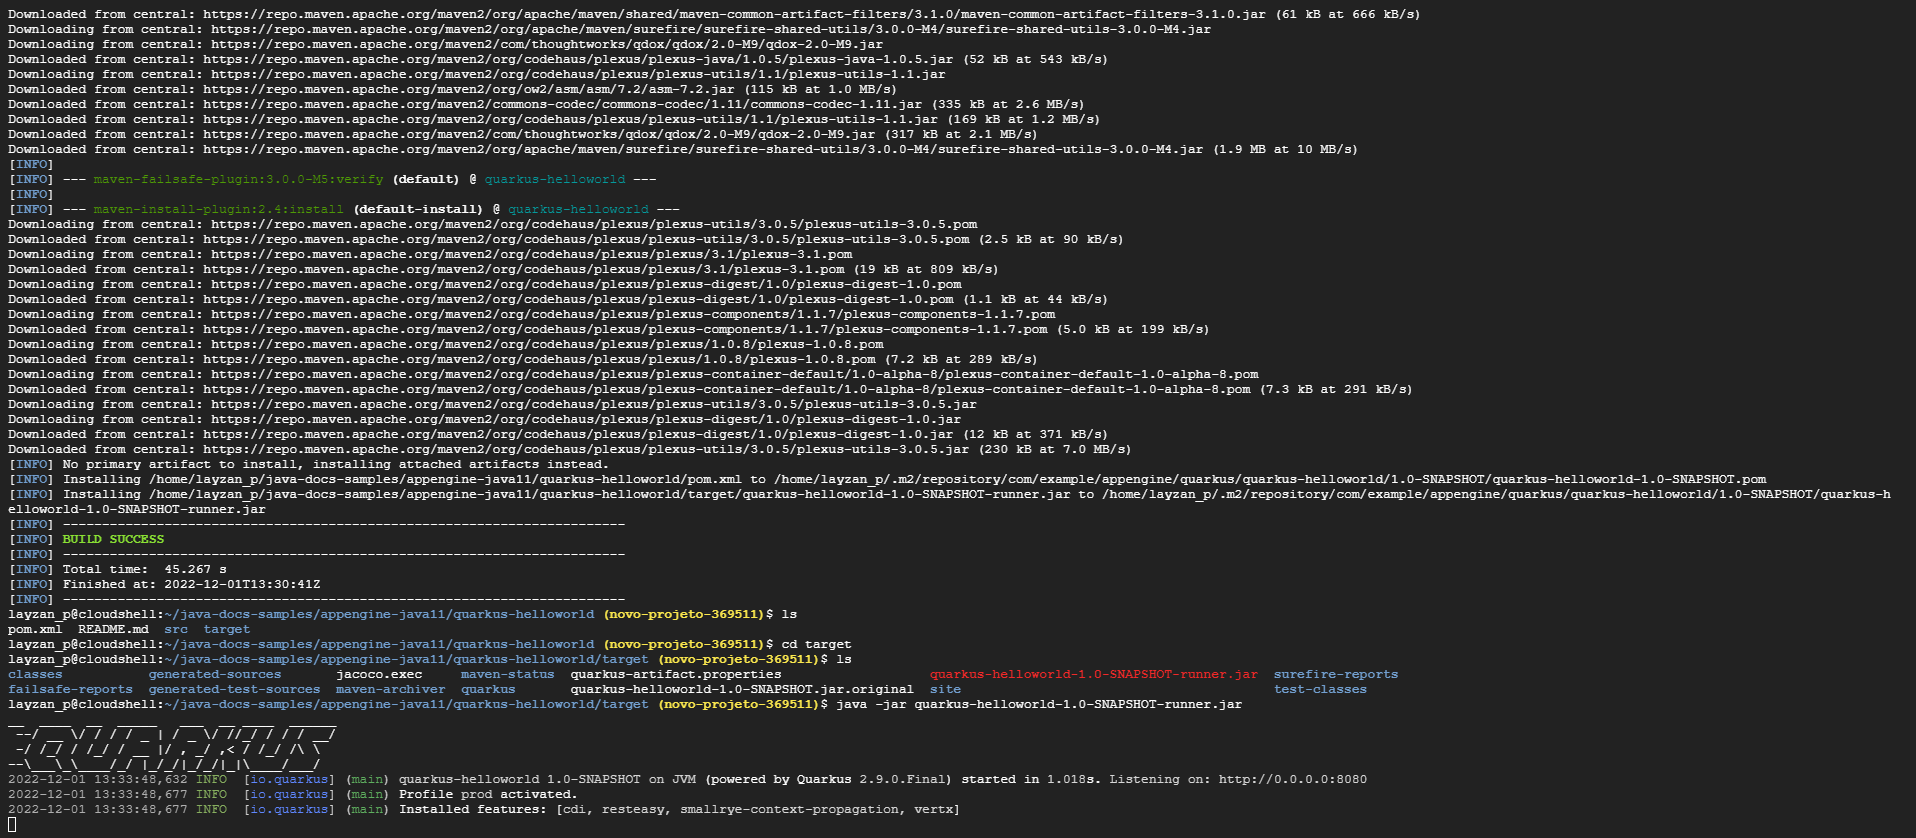 Downloaded from central: https://repo.maven.apache.org/maven2/org/apache/maven/shared/maven-common-artifact-filters/3.1.0/maven-common-artifact-filters-3.1.0.jar (61 kB at 666 kB/s)
Downloading from central: https://repo.maven.apache.org/maven2/org/apache/maven/surefire/surefire-shared-utils/3.0.0-M4/surefire-shared-utils-3.0.0-M4.jar
Downloading from central: https://repo.maven.apache.org/maven2/com/thoughtworks/qdox/qdox/2.0-M9/qdox-2.0-M9.jar
Downloaded from central: https://repo.maven.apache.org/maven2/org/codehaus/plexus/plexus-java/1.0.5/plexus-java-1.0.5.jar (52 kB at 543 kB/s)
Downloading from central: https://repo.maven.apache.org/maven2/org/codehaus/plexus/plexus-utils/1.1/plexus-utils-1.1.jar
Downloaded from central: https://repo.maven.apache.org/maven2/org/ow2/asm/asm/7.2/asm-7.2.jar (115 kB at 1.0 MB/s)
Downloaded from central: https://repo.maven.apache.org/maven2/commons-codec/commons-codec/1.11/commons-codec-1.11.jar (335 kB at 2.6 MB/s)
Downloaded from central: https://repo.maven.apache.org/maven2/org/codehaus/plexus/plexus-utils/1.1/plexus-utils-1.1.jar (169 kB at 1.2 MB/s)
Downloaded from central: https://repo.maven.apache.org/maven2/com/thoughtworks/qdox/qdox/2.0-M9/qdox-2.0-M9.jar (317 kB at 2.1 MB/s)
Downloaded from central: https://repo.maven.apache.org/maven2/org/apache/maven/surefire/surefire-shared-utils/3.0.0-M4/surefire-shared-utils-3.0.0-M4.jar (1.9 MB at 10 MB/s)
[INFO]
[INFO] --- maven-failsafe-plugin:3.0.0-M5:verify (default) @ quarkus-helloworld ---
[INFO]
[INFO] --- maven-install-plugin:2.4:install (default-install) @ quarkus-helloworld ---
Downloading from central: https://repo.maven.apache.org/maven2/org/codehaus/plexus/plexus-utils/3.0.5/plexus-utils-3.0.5.pom
Downloaded from central: https://repo.maven.apache.org/maven2/org/codehaus/plexus/plexus-utils/3.0.5/plexus-utils-3.0.5.pom (2.5 kB at 90 kB/s)
Downloading from central: https://repo.maven.apache.org/maven2/org/codehaus/plexus/plexus/3.1/plexus-3.1.pom
Downloaded from central: https://repo.maven.apache.org/maven2/org/codehaus/plexus/plexus/3.1/plexus-3.1.pom (19 kB at 809 kB/s)
Downloading from central: https://repo.maven.apache.org/maven2/org/codehaus/plexus/plexus-digest/1.0/plexus-digest-1.0.pom
Downloaded from central: https://repo.maven.apache.org/maven2/org/codehaus/plexus/plexus-digest/1.0/plexus-digest-1.0.pom (1.1 kB at 44 kB/s)
Downloading from central: https://repo.maven.apache.org/maven2/org/codehaus/plexus/plexus-components/1.1.7/plexus-components-1.1.7.pom
Downloaded from central: https://repo.maven.apache.org/maven2/org/codehaus/plexus/plexus-components/1.1.7/plexus-components-1.1.7.pom (5.0 kB at 199 kB/s)
Downloading from central: https://repo.maven.apache.org/maven2/org/codehaus/plexus/plexus/1.0.8/plexus-1.0.8.pom
Downloaded from central: https://repo.maven.apache.org/maven2/org/codehaus/plexus/plexus/1.0.8/plexus-1.0.8.pom (7.2 kB at 289 kB/s)
Downloading from central: https://repo.maven.apache.org/maven2/org/codehaus/plexus/plexus-container-default/1.0-alpha-8/plexus-container-default-1.0-alpha-8.pom
Downloaded from central: https://repo.maven.apache.org/maven2/org/codehaus/plexus/plexus-container-default/1.0-alpha-8/plexus-container-default-1.0-alpha-8.pom (7.3 kB at 291 kB/s)
Downloading from central: https://repo.maven.apache.org/maven2/org/codehaus/plexus/plexus-utils/3.0.5/plexus-utils-3.0.5.jar
Downloading from central: https://repo.maven.apache.org/maven2/org/codehaus/plexus/plexus-digest/1.0/plexus-digest-1.0.jar
Downloaded from central: https://repo.maven.apache.org/maven2/org/codehaus/plexus/plexus-digest/1.0/plexus-digest-1.0.jar (12 kB at 371 kB/s)
Downloaded from central: https://repo.maven.apache.org/maven2/org/codehaus/plexus/plexus-utils/3.0.5/plexus-utils-3.0.5.jar (230 kB at 7.0 MB/s)
[INFO] No primary artifact to install, installing attached artifacts instead.
[INFO] Installing /home/layzan_p/java-docs-samples/appengine-java11/quarkus-helloworld/pom.xml to /home/layzan_p/.m2/repository/com/example/appengine/quarkus/quarkus-helloworld/1.0-SNAPSHOT/quarkus-helloworld-1.0-SNAPSHOT.pom
[INFO] Installing /home/layzan_p/java-docs-samples/appengine-java11/quarkus-helloworld/target/quarkus-helloworld-1.0-SNAPSHOT-runner.jar to /home/layzan_p/.m2/repository/com/example/appengine/quarkus/quarkus-helloworld/1.0-SNAPSHOT/quarkus-h
elloworld-1.0-SNAPSHOT-runner.jar
[INFO] ------------------------------------------------------------------------
[INFO] BUILD SUCCESS
[INFO] ------------------------------------------------------------------------
[INFO] Total time:  45.267 s
[INFO] Finished at: 2022-12-01T13:30:41Z
[INFO] ------------------------------------------------------------------------
layzan_p@cloudshell:~/java-docs-samples/appengine-java11/quarkus-helloworld (novo-projeto-369511)$ ls
pom.xml  README.md  src  target
layzan_p@cloudshell:~/java-docs-samples/appengine-java11/quarkus-helloworld (novo-projeto-369511)$ cd target
layzan_p@cloudshell:~/java-docs-samples/appengine-java11/quarkus-helloworld/target (novo-projeto-369511)$ ls
classes           generated-sources       jacoco.exec     maven-status  quarkus-artifact.properties                   quarkus-helloworld-1.0-SNAPSHOT-runner.jar  surefire-reports
failsafe-reports  generated-test-sources  maven-archiver  quarkus       quarkus-helloworld-1.0-SNAPSHOT.jar.original  site                                        test-classes
layzan_p@cloudshell:~/java-docs-samples/appengine-java11/quarkus-helloworld/target (novo-projeto-369511)$ java -jar quarkus-helloworld-1.0-SNAPSHOT-runner.jar
__  ____  __  _____   ___  __ ____  ______
 --/ __ \/ / / / _ | / _ \/ //_/ / / / __/
 -/ /_/ / /_/ / __ |/ , _/ ,< / /_/ /\ \
--\___\_\____/_/ |_/_/|_/_/|_|\____/___/
2022-12-01 13:33:48,632 INFO  [io.quarkus] (main) quarkus-helloworld 1.0-SNAPSHOT on JVM (powered by Quarkus 2.9.0.Final) started in 1.018s. Listening on: http://0.0.0.0:8080
2022-12-01 13:33:48,677 INFO  [io.quarkus] (main) Profile prod activated.
2022-12-01 13:33:48,677 INFO  [io.quarkus] (main) Installed features: [cdi, resteasy, smallrye-context-propagation, vertx]